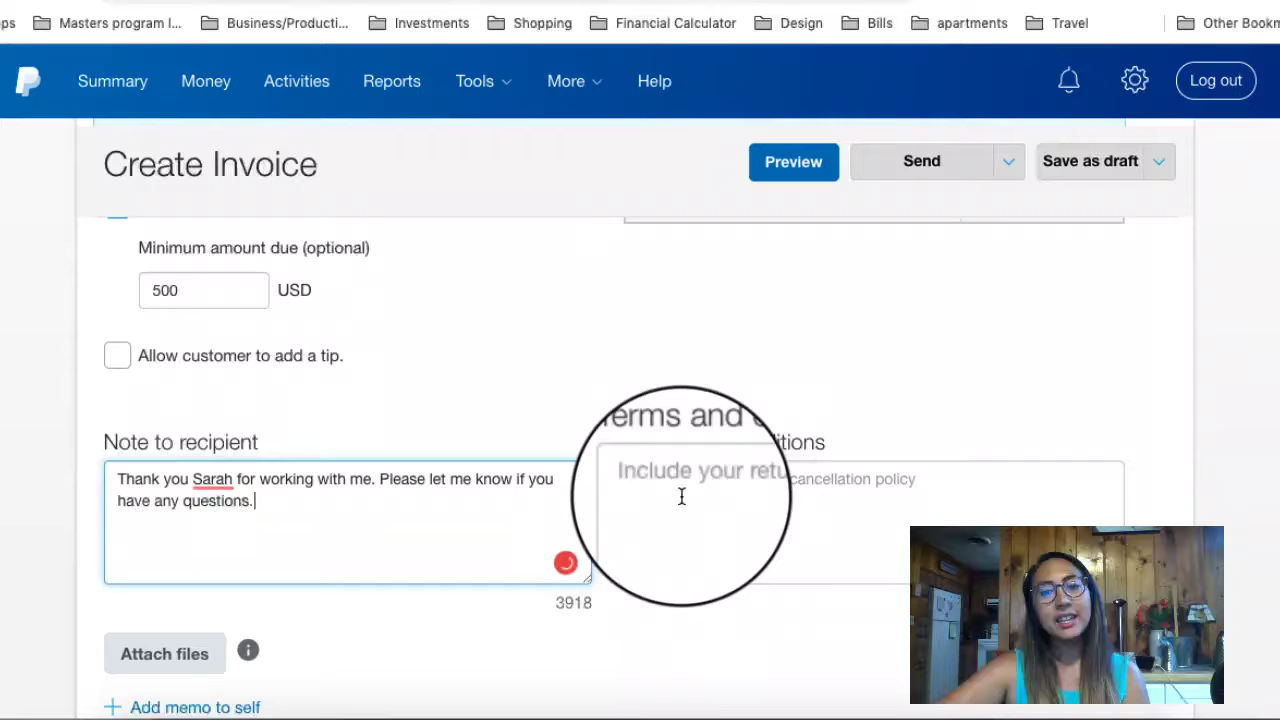 ps Masters program I... Business/Producti... Investments Shopping Financial Calculator Design Bills apartments Travel Other Bookm
Summary Money Activities Reports Tools More Help Log out
Create Invoice Preview Send Save as draft
Minimum amount due (optional)
500 USD
Allow customer to add a tip.
Note to recipient
Thank you Sarah for working with me. Please let me know if you
have any questions.
3918
erms and
itions
Include your retu
cancellation policy
Attach files
Add memo to self